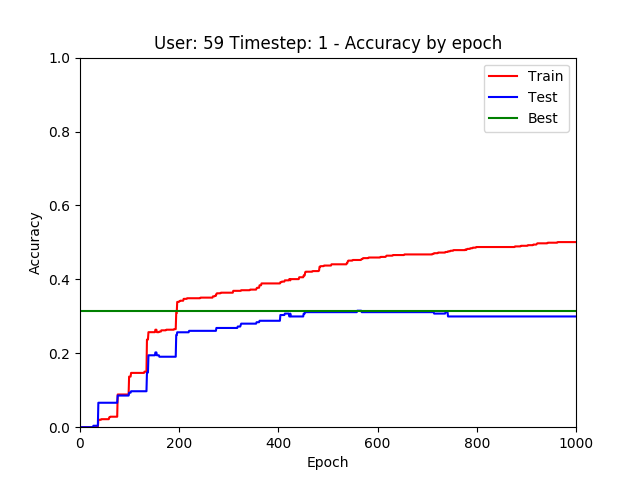 User: 59 Timestep: 1 - Accuracy by epoch
1.0
0.8
0.6
0.4
0.2
0.0
Accuracy
Train
Test
Best
0 200 400 600 800 1000
Epoch